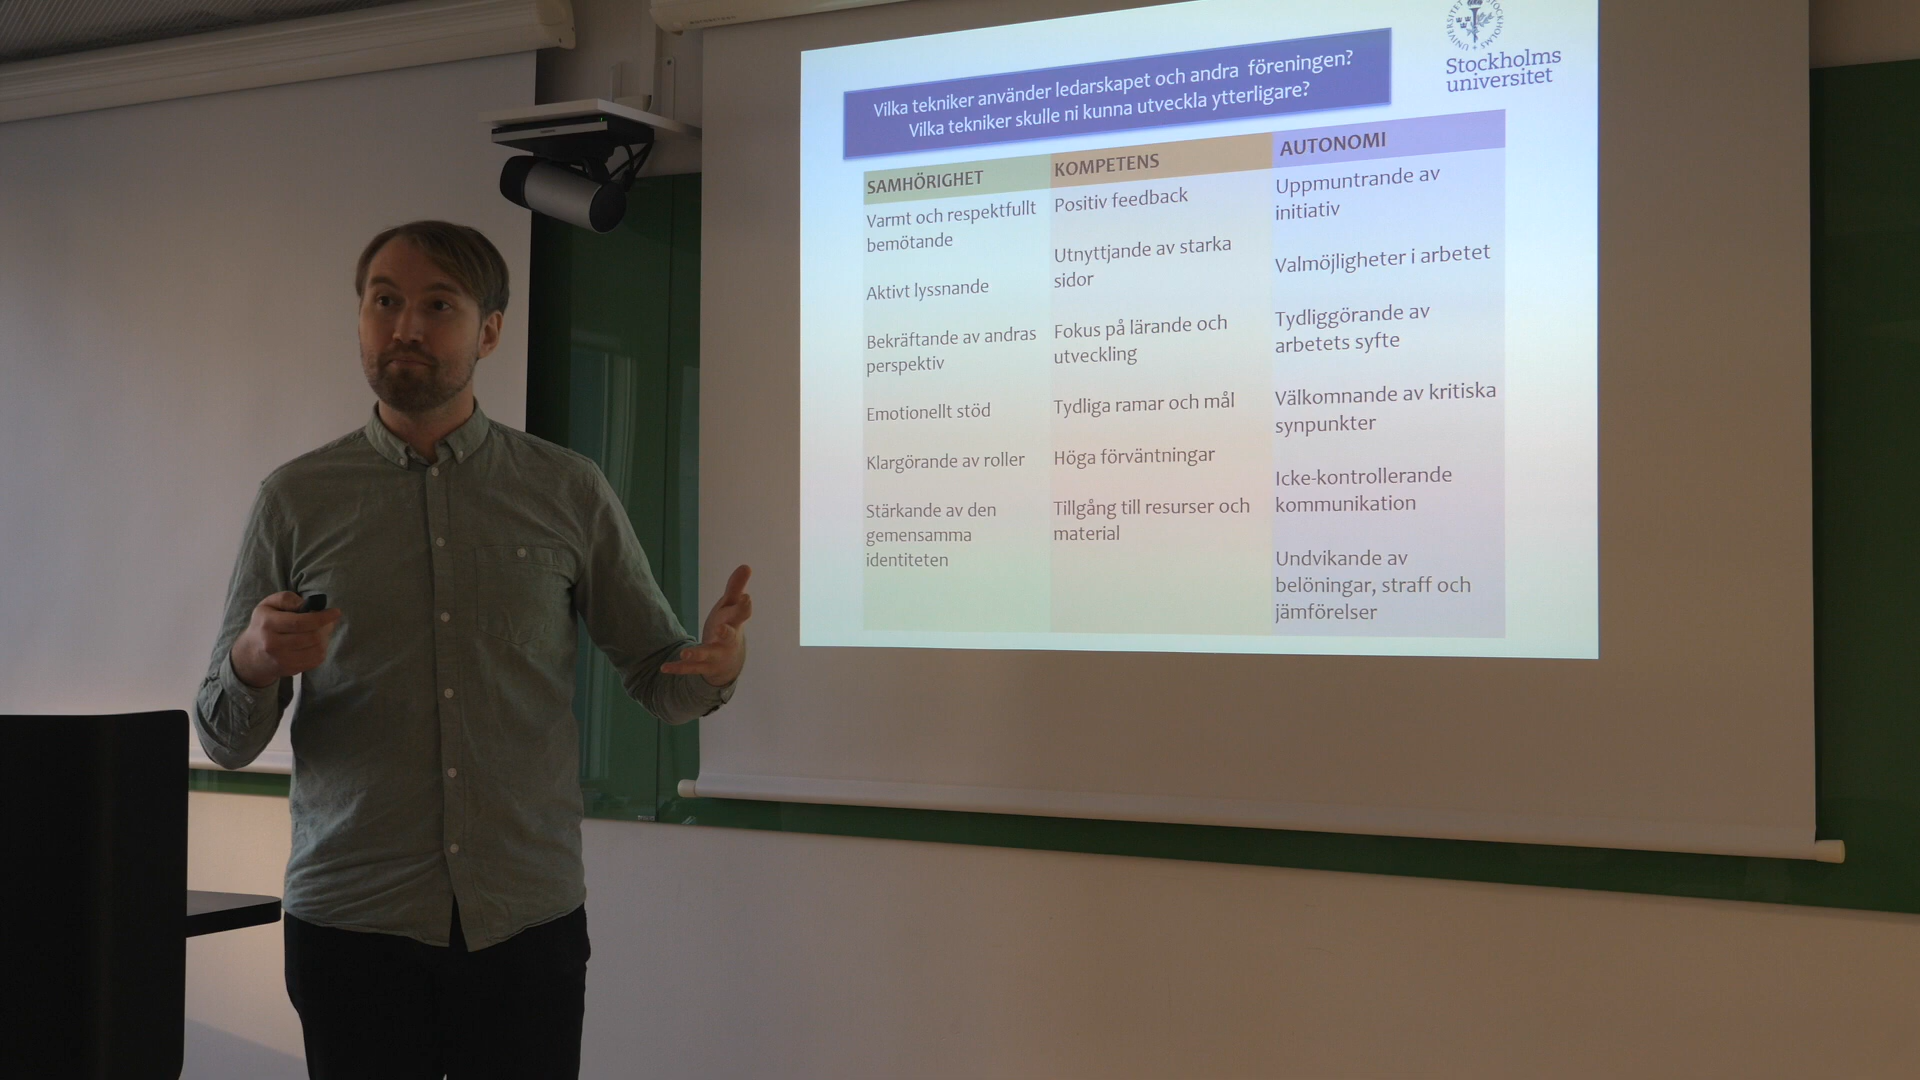 Vilka tekniker använder ledarskapet och andra föreningen?
Vilka tekniker skulle ni kunna utveckla ytterligare?
Stockholms
universitet
SAMHÖRIGHET
Varmt och respektfullt
bemötande
Aktivt lyssnande
Bekräftande av andras
perspektiv
Emotionellt stöd
Klargörande av roller
Stärkande av den
gemensamma
identiteten
KOMPETENS
Positiv feedback
Utnyttjande av starka
sidor
Fokus på lärande och
utveckling
Tydliga ramar och mål
Höga förväntningar
Tillgång till resurser och
material
AUTONOMI
Uppmuntrande av
initiativ
Valmöjligheter i arbetet
Tydliggörande av
arbetets syfte
Välkomnande av kritiska
synpunkter
Icke-kontrollerande
kommunikation
Undvikande av
belöningar, straff och
jämförelser